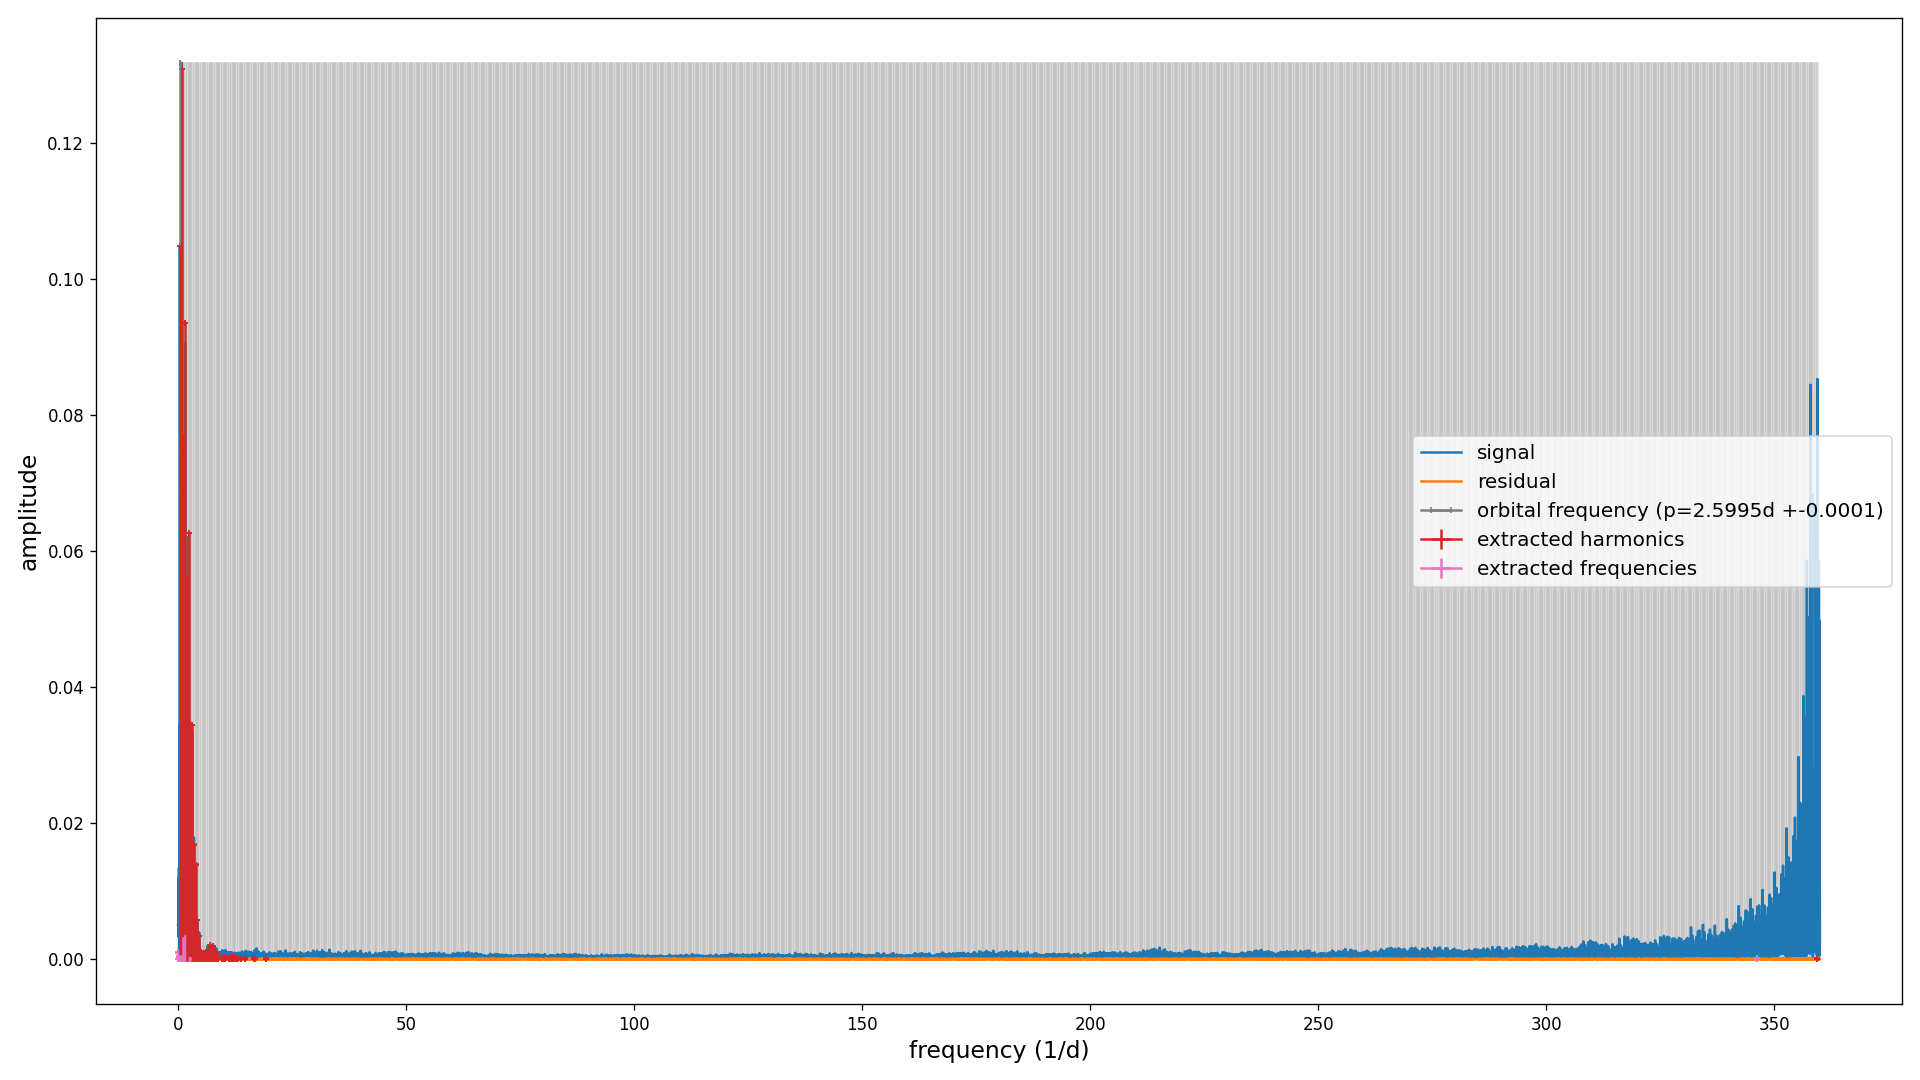 0.12
0.10
0.08
0.06
0.04
0.02
0.00
amplitude
signal
residual
orbital frequency (p=2.5995d +-0.0001)
extracted harmonics
extracted frequencies
0 50 100 150 200 250 300 350
frequency (1/d)